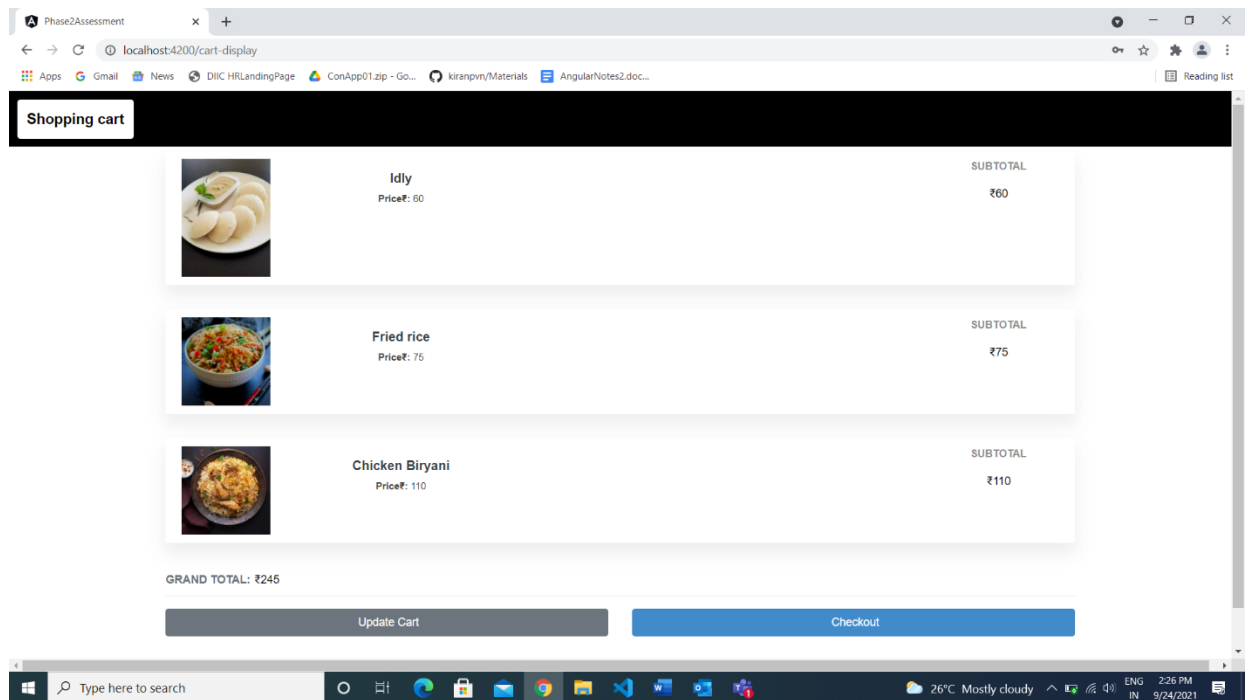 Phase2Assessment
localhost:4200/cart-display
Apps Gmail News DIIC HRLandingPage ConApp01.zip - Go... kiranpvn/Materials AngularNotes2.doc... Reading list
Shopping cart
Idly
Price₹: 60
SUBTOTAL
₹60
Fried rice
Price₹: 75
SUBTOTAL
₹75
Chicken Biryani
Price₹: 110
SUBTOTAL
₹110
GRAND TOTAL: ₹245
Update Cart Checkout
Type here to search
26°C Mostly cloudy
ENG
IN
2:26 PM
9/24/2021